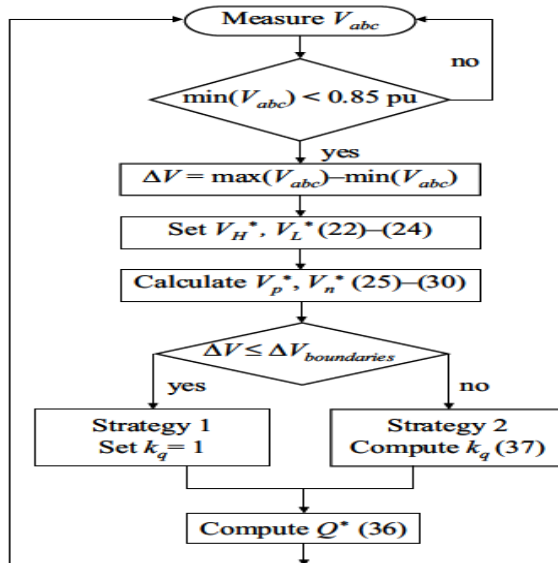 Measure V_abc
no
min(V_abc) < 0.85 pu
yes
ΔV = max(V_abc)–min(V_abc)
Set V_H*, V_L* (22)–(24)
Calculate V_p*, V_n* (25)–(30)
ΔV ≤ ΔV_boundaries
yes
no
Strategy 1
Set k_q = 1
Strategy 2
Compute k_q (37)
Compute Q* (36)